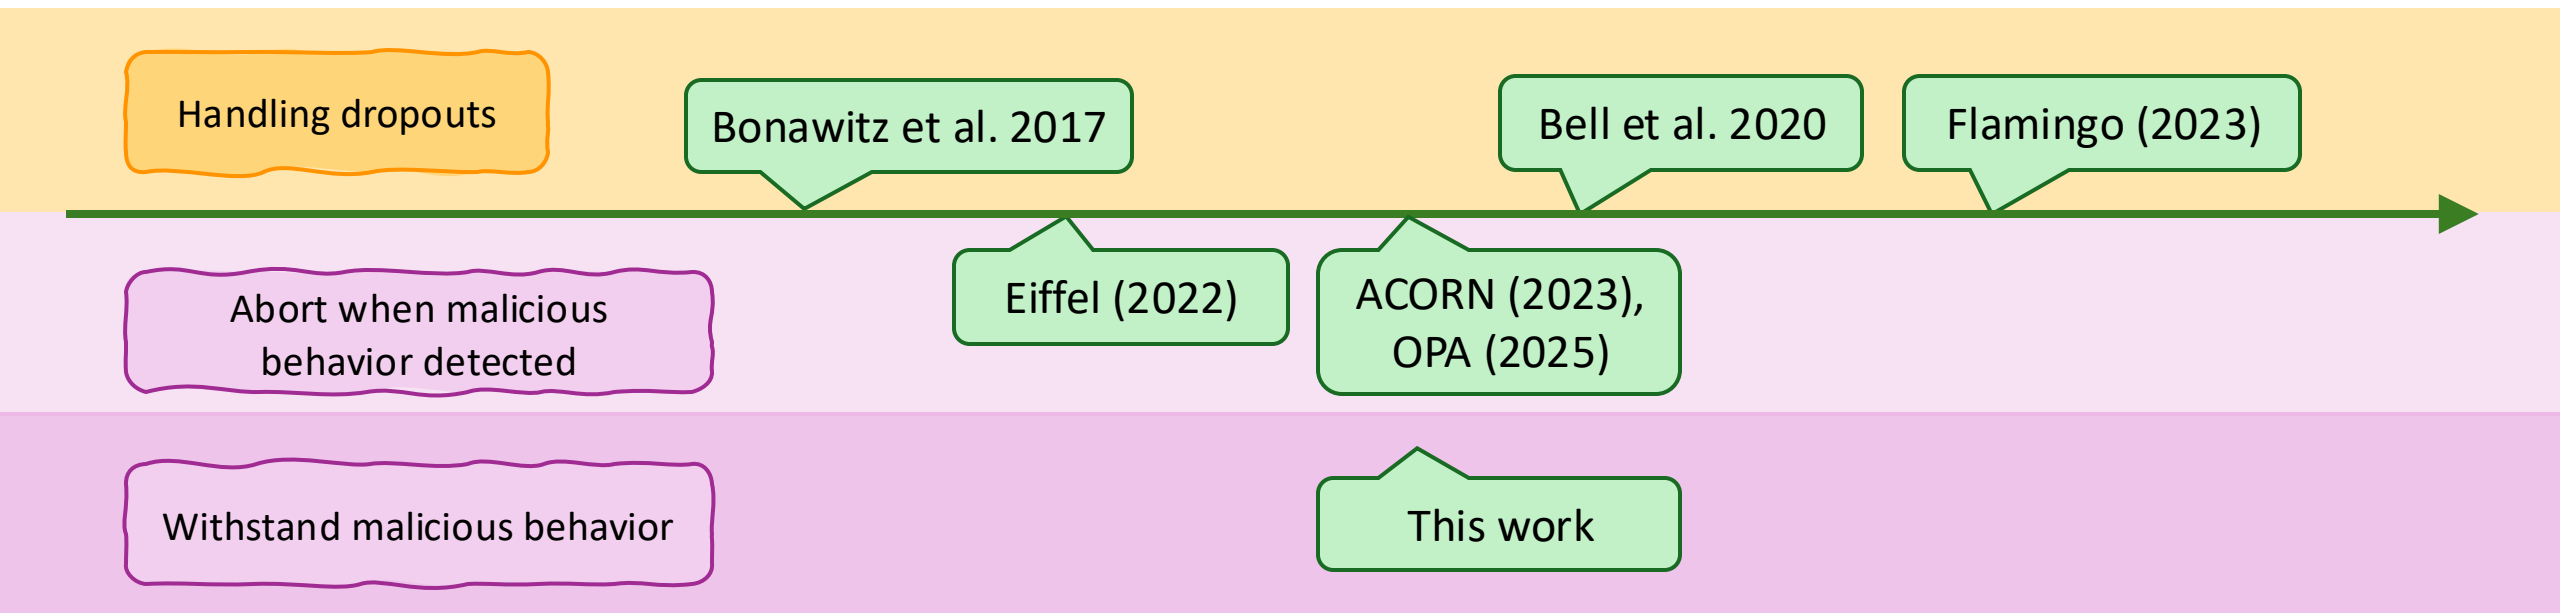 Handling dropouts
Bonawitz et al. 2017
Bell et al. 2020
Flamingo (2023)
Abort when malicious
behavior detected
Eiffel (2022)
ACORN (2023),
OPA (2025)
Withstand malicious behavior
This work